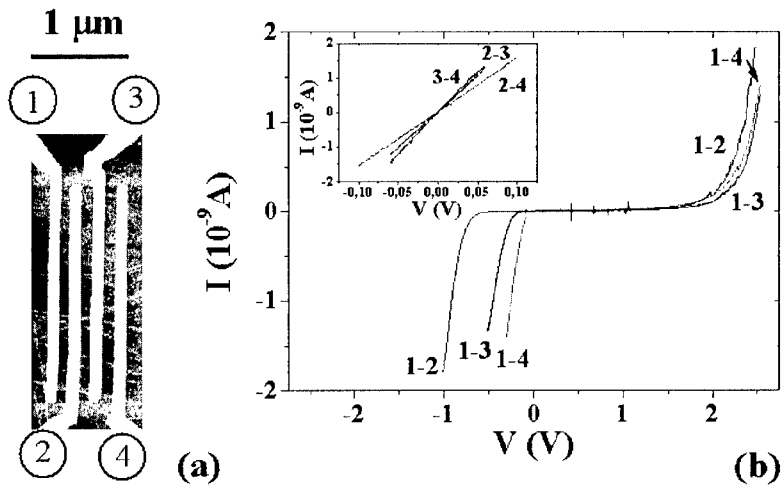 1 μm
1 3
2 4
(a)
I (10⁻⁹ A)
2
1
0
-1
-2
-2 -1 0 1 2
V (V)
1-4
1-2
1-3
1-2
1-3
1-4
(b)
I (10⁻⁹ A)
2
1
0
-1
-2
-0,10 -0,05 0,00 0,05 0,10
V (V)
2-3
3-4
2-4